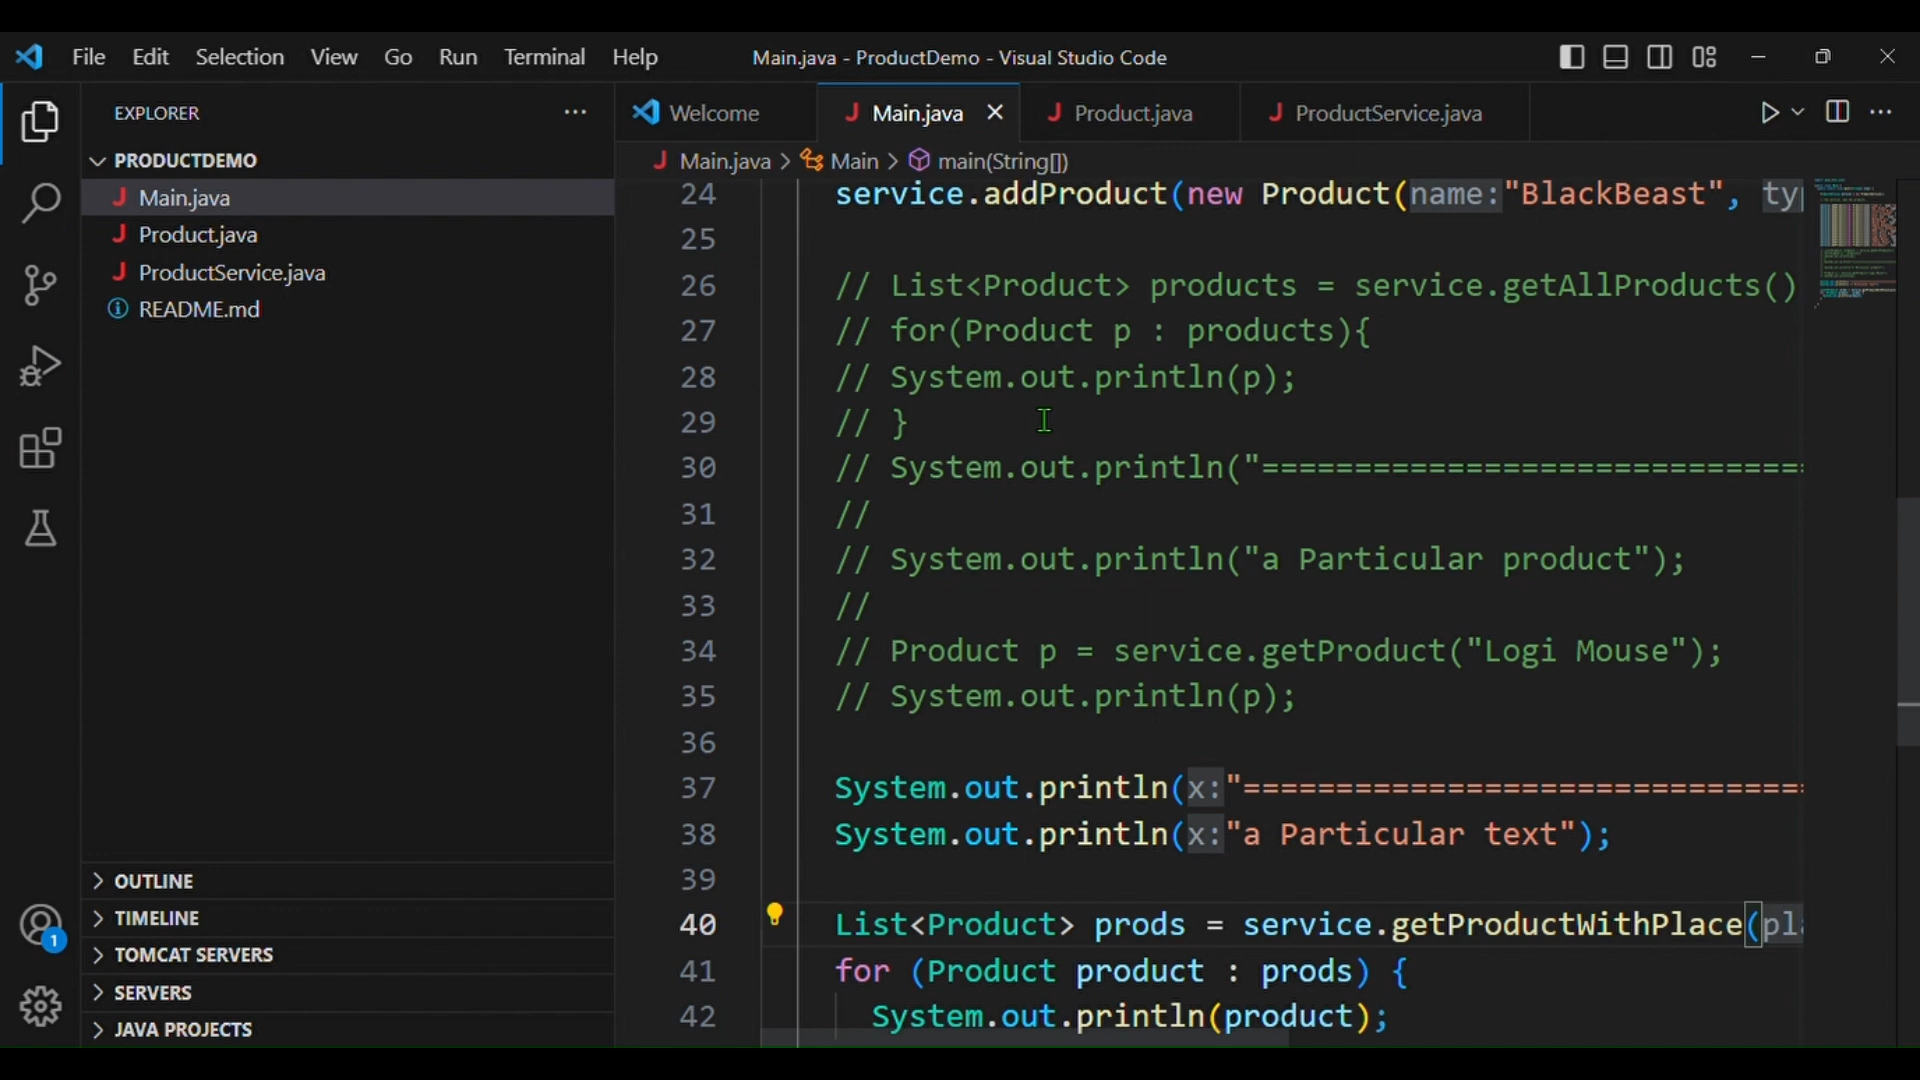 File Edit Selection View Go Run Terminal Help Main.java - ProductDemo - Visual Studio Code
EXPLORER
Welcome Main.java Product.java ProductService.java
PRODUCTDEMO
Main.java
Product.java
ProductService.java
README.md
OUTLINE
TIMELINE
TOMCAT SERVERS
SERVERS
JAVA PROJECTS
1
Main.java > Main > main(String[])
24 service.addProduct(new Product(name:"BlackBeast", typ
25
26 // List<Product> products = service.getAllProducts()
27 // for(Product p : products){
28 // System.out.println(p);
29 // }
30 // System.out.println("==============================
31 //
32 // System.out.println("a Particular product");
33 //
34 // Product p = service.getProduct("Logi Mouse");
35 // System.out.println(p);
36
37 System.out.println(x:"===============================
38 System.out.println(x:"a Particular text");
39
40 List<Product> prods = service.getProductWithPlace(pla
41 for (Product product : prods) {
42 System.out.println(product);